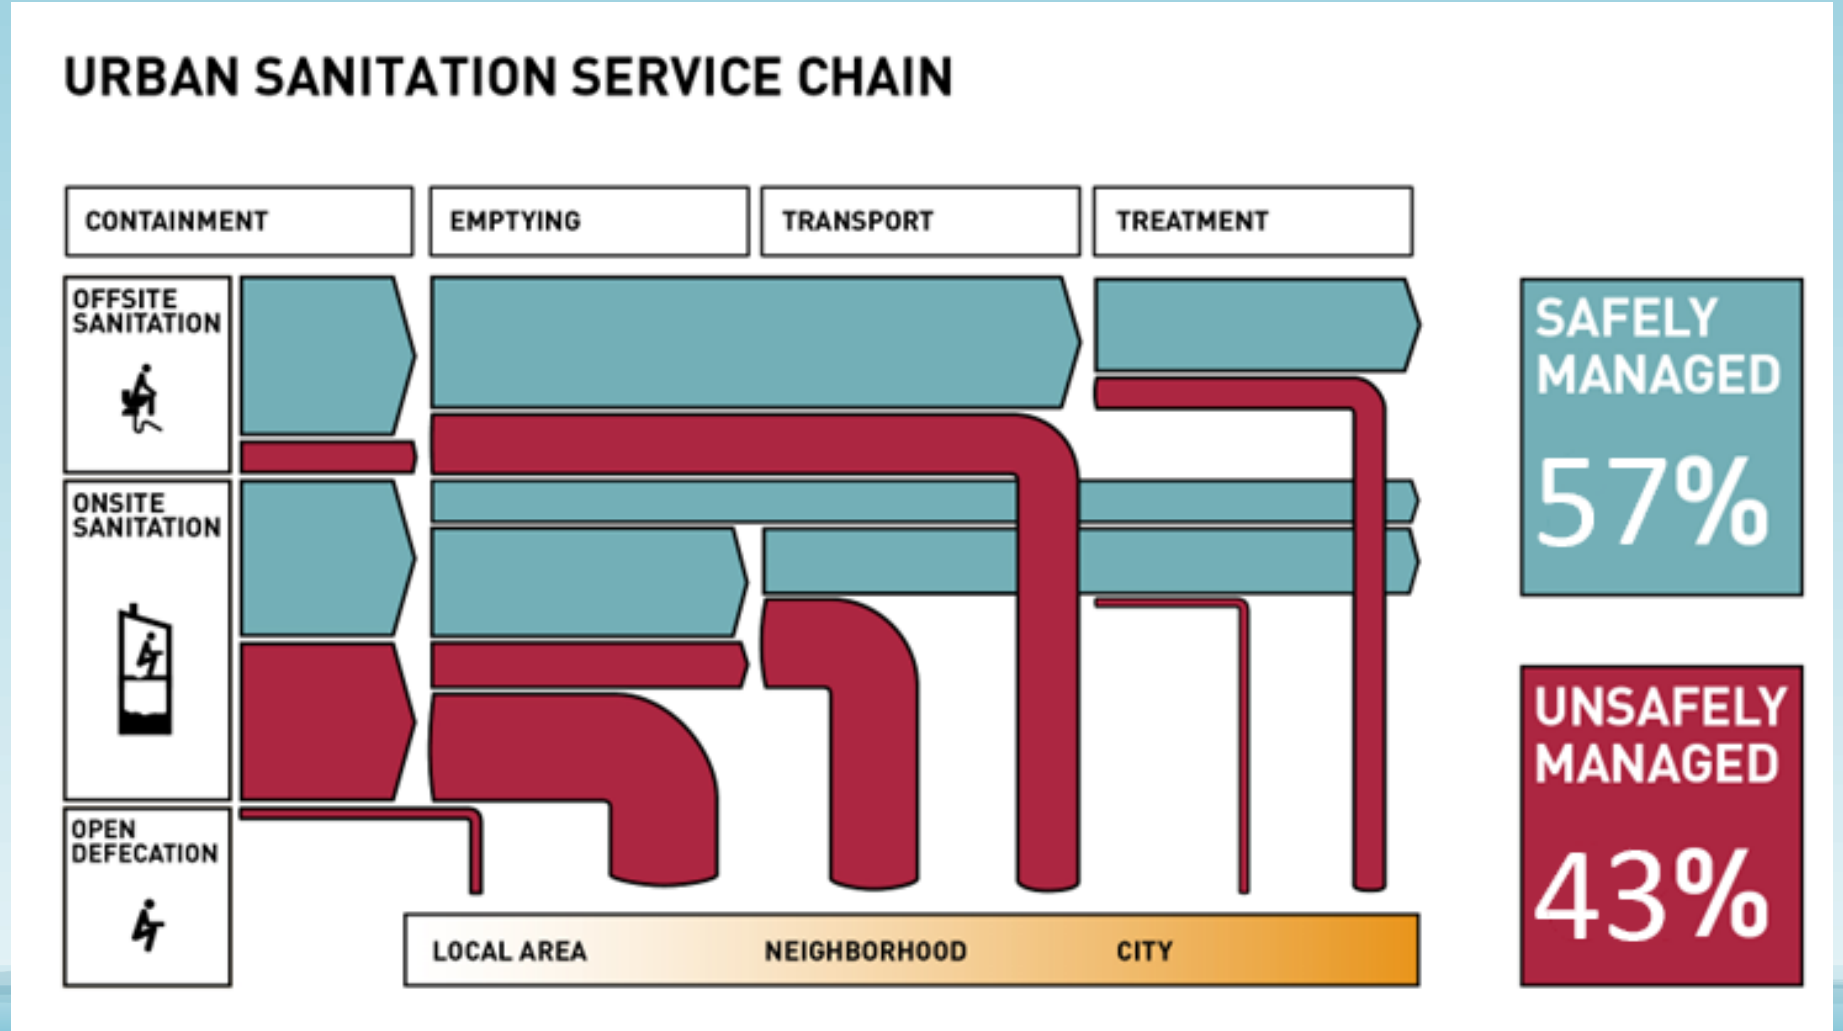 URBAN SANITATION SERVICE CHAIN
CONTAINMENT
EMPTYING
TRANSPORT
TREATMENT
OFFSITE
SANITATION
ONSITE
SANITATION
OPEN
DEFECATION
LOCAL AREA
NEIGHBORHOOD
CITY
SAFELY
MANAGED
57%
UNSAFELY
MANAGED
43%